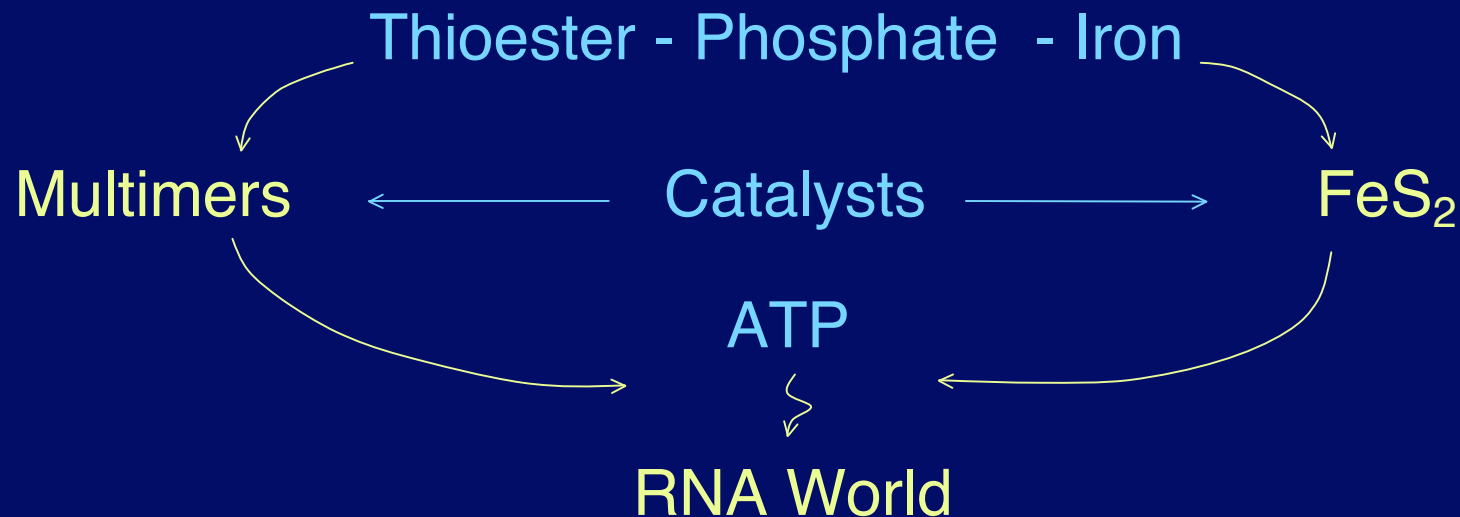 Thioester - Phosphate - Iron
Multimers Catalysts FeS₂
ATP
RNA World